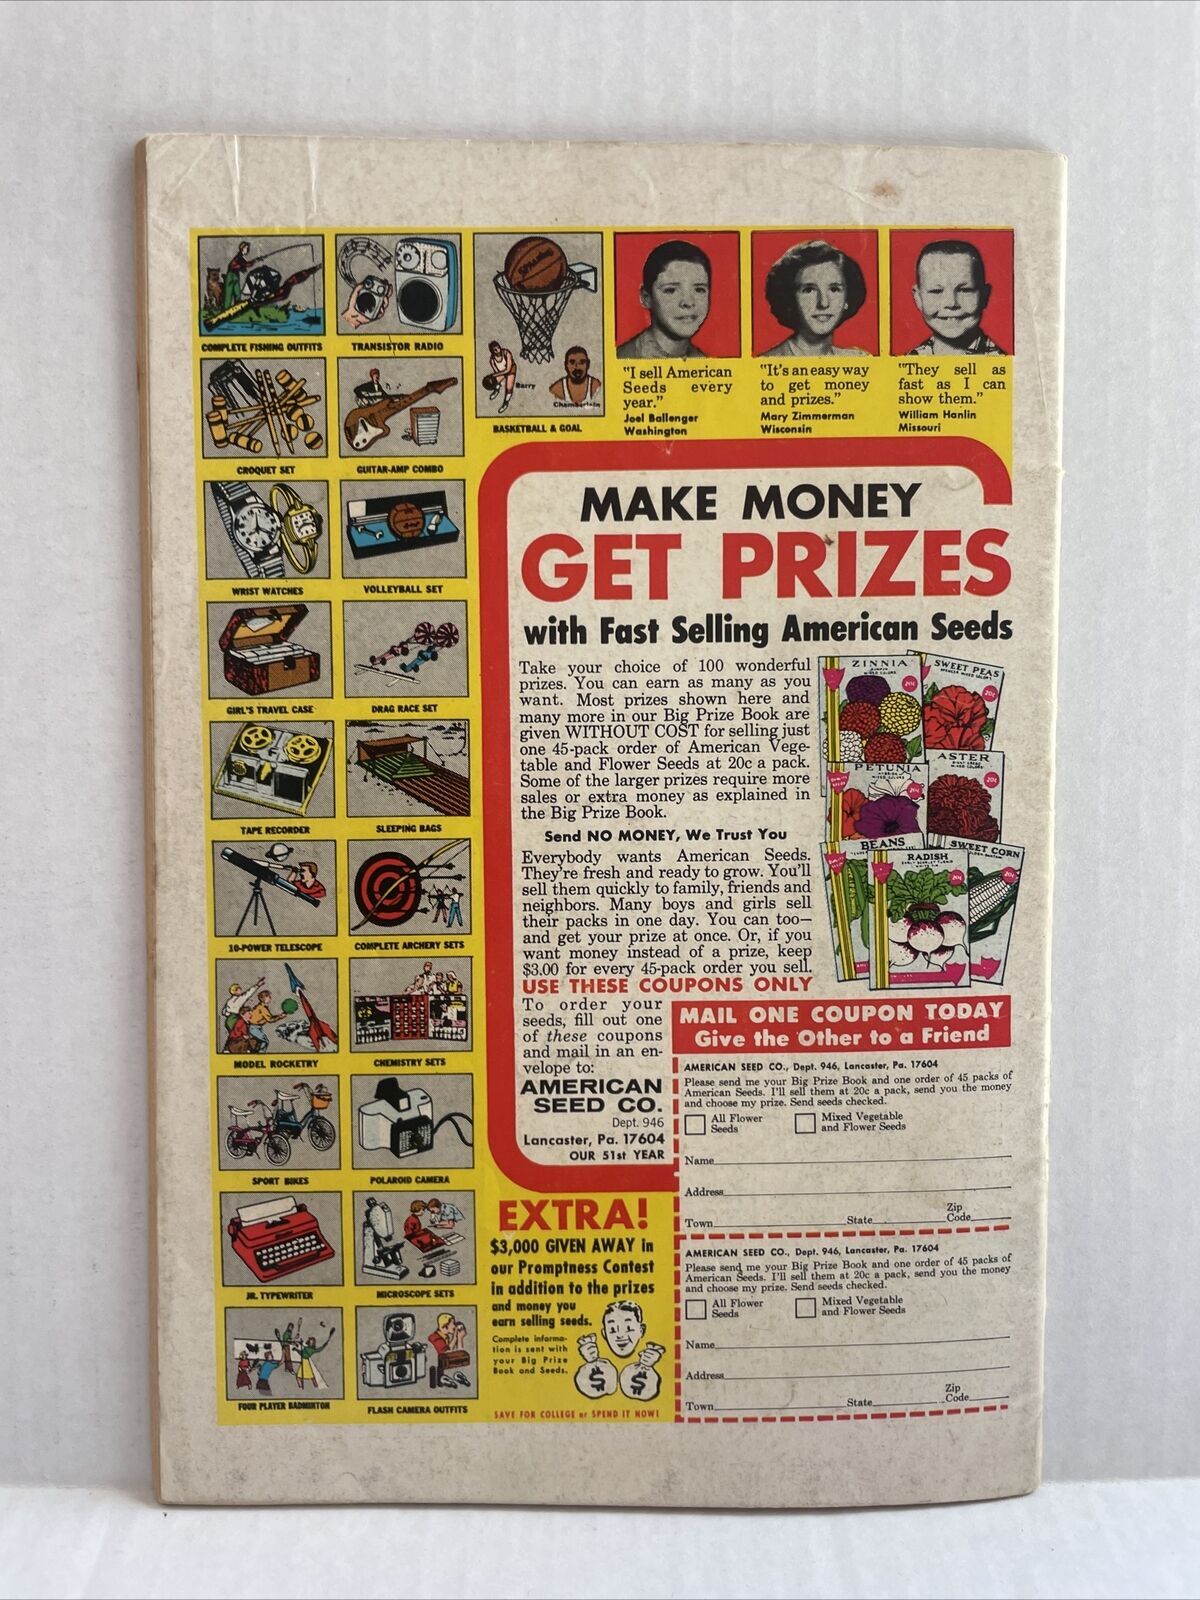 COMPLETE FISHING OUTFITS
TRANSISTOR RADIO
SPALDING
Barry
Chamberlain
BASKETBALL & GOAL
CROQUET SET
GUITAR-AMP COMBO
WRIST WATCHES
VOLLEYBALL SET
GIRL'S TRAVEL CASE
DRAG RACE SET
TAPE RECORDER
SLEEPING BAGS
10-POWER TELESCOPE
COMPLETE ARCHERY SETS
MODEL ROCKETRY
CHEMISTRY SETS
SPORT BIKES
POLAROID CAMERA
JR. TYPEWRITER
MICROSCOPE SETS
FOUR PLAYER BADMINTON
FLASH CAMERA OUTFITS
"I sell American
Seeds every
year."
Joel Ballenger
Washington
"It's an easy way
to get money
and prizes."
Mary Zimmerman
Wisconsin
"They sell as
fast as I can
show them."
William Hanlin
Missouri
MAKE MONEY
GET PRIZES
with Fast Selling American Seeds
Take your choice of 100 wonderful
prizes. You can earn as many as you
want. Most prizes shown here and
many more in our Big Prize Book are
given WITHOUT COST for selling just
one 45-pack order of American Vege-
table and Flower Seeds at 20c a pack.
Some of the larger prizes require more
sales or extra money as explained in
the Big Prize Book.
Send NO MONEY, We Trust You
Everybody wants American Seeds.
They're fresh and ready to grow. You'll
sell them quickly to family, friends and
neighbors. Many boys and girls sell
their packs in one day. You can too—
and get your prize at once. Or, if you
want money instead of a prize, keep
$3.00 for every 45-pack order you sell.
ZINNIA
20c
SWEET PEAS
20c
PETUNIA
20c
ASTER
20c
BEANS
RADISH
20c
SWEET CORN
20c
USE THESE COUPONS ONLY
To order your
seeds, fill out one
of these coupons
and mail in an en-
velope to:
AMERICAN
SEED CO.
Dept. 946
Lancaster, Pa. 17604
OUR 51st YEAR
MAIL ONE COUPON TODAY
Give the Other to a Friend
AMERICAN SEED CO., Dept. 946, Lancaster, Pa. 17604
Please send me your Big Prize Book and one order of 45 packs of
American Seeds. I'll sell them at 20c a pack, send you the money
and choose my prize. Send seeds checked.
All Flower
Seeds
Mixed Vegetable
and Flower Seeds
Name
Address
Town State Zip
Code
AMERICAN SEED CO., Dept. 946, Lancaster, Pa. 17604
Please send me your Big Prize Book and one order of 45 packs of
American Seeds. I'll sell them at 20c a pack, send you the money
and choose my prize. Send seeds checked.
All Flower
Seeds
Mixed Vegetable
and Flower Seeds
Name
Address
Town State Zip
Code
EXTRA!
$3,000 GIVEN AWAY in
our Promptness Contest
in addition to the prizes
and money you
earn selling seeds.
Complete informa-
tion is sent with
your Big Prize
Book and Seeds.
$ $
SAVE FOR COLLEGE or SPEND IT NOW!